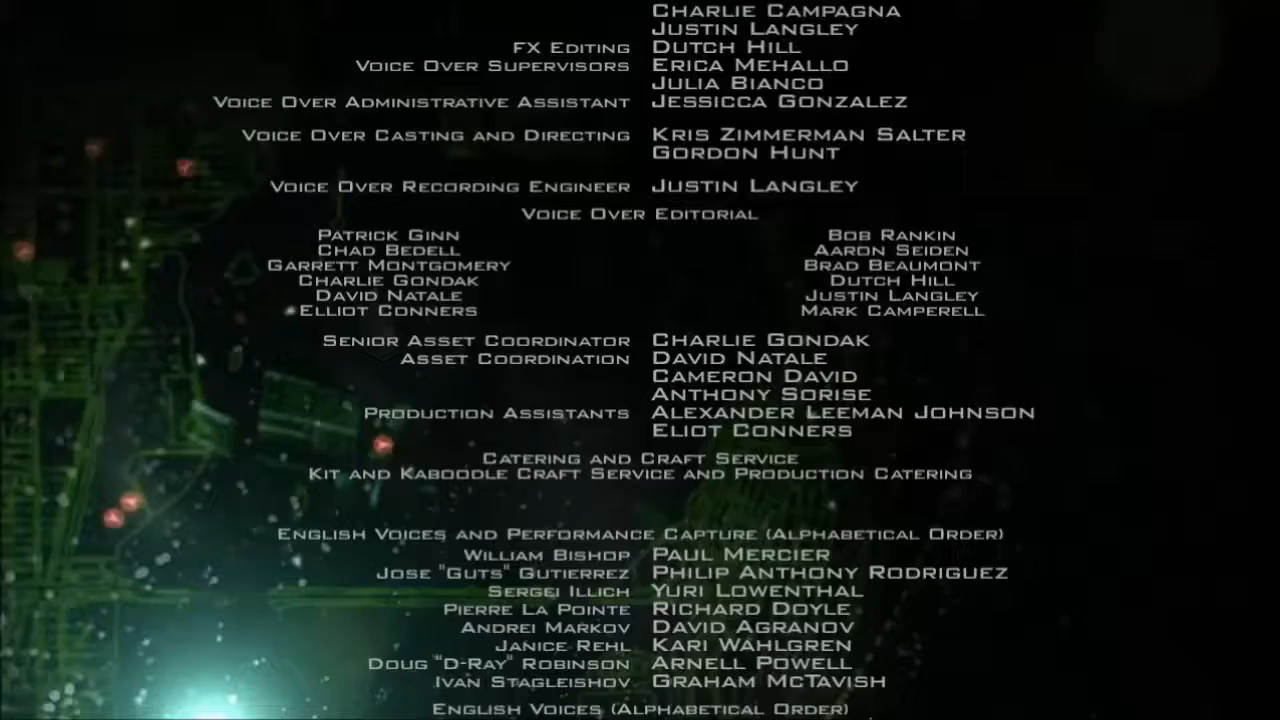 CHARLIE CAMPAGNA
JUSTIN LANGLEY
FX EDITING DUTCH HILL
VOICE OVER SUPERVISORS ERICA MEHALLO
JULIA BIANCO
VOICE OVER ADMINISTRATIVE ASSISTANT JESSICCA GONZALEZ
VOICE OVER CASTING AND DIRECTING KRIS ZIMMERMAN SALTER
GORDON HUNT
VOICE OVER RECORDING ENGINEER JUSTIN LANGLEY
VOICE OVER EDITORIAL
PATRICK GINN BOB RANKIN
CHAD BEDELL AARON SEIDEN
GARRETT MONTGOMERY BRAD BEAUMONT
CHARLIE GONDAK DUTCH HILL
DAVID NATALE JUSTIN LANGLEY
ELLIOT CONNERS MARK CAMPERELL
SENIOR ASSET COORDINATOR CHARLIE GONDAK
ASSET COORDINATION DAVID NATALE
CAMERON DAVID
ANTHONY SORISE
PRODUCTION ASSISTANTS ALEXANDER LEEMAN JOHNSON
ELIOT CONNERS
CATERING AND CRAFT SERVICE
KIT AND KABOODLE CRAFT SERVICE AND PRODUCTION CATERING
ENGLISH VOICES AND PERFORMANCE CAPTURE (ALPHABETICAL ORDER)
WILLIAM BISHOP PAUL MERCIER
JOSE "GUTS" GUTIERREZ PHILIP ANTHONY RODRIGUEZ
SERGEI ILLICH YURI LOWENTHAL
PIERRE LA POINTE RICHARD DOYLE
ANDREI MARKOV DAVID AGRANOV
JANICE REHL KARI WAHLGREN
DOUG "D-RAY" ROBINSON ARNELL POWELL
IVAN STAGLEISHOV GRAHAM MCTAVISH
ENGLISH VOICES (ALPHABETICAL ORDER)